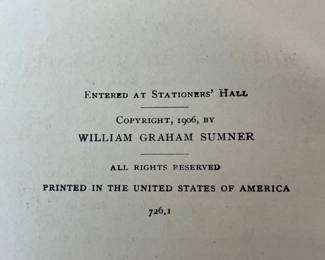 ENTERED AT STATIONERS' HALL
COPYRIGHT, 1906, BY
WILLIAM GRAHAM SUMNER
ALL RIGHTS RESERVED
PRINTED IN THE UNITED STATES OF AMERICA
726.1